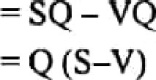 = SQ – VQ
= Q (S–V)